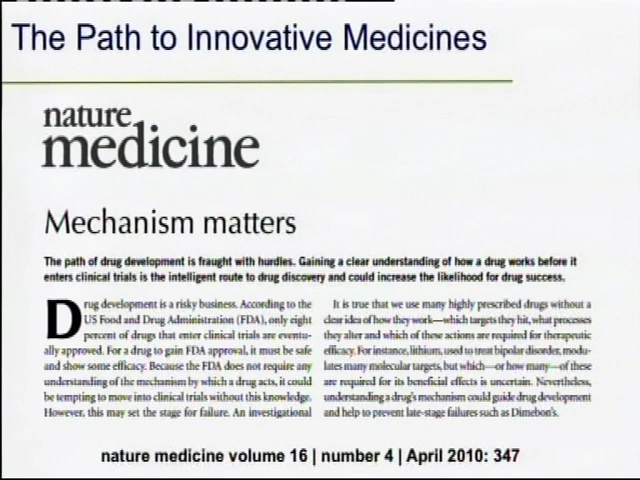 The Path to Innovative Medicines
nature
medicine
Mechanism matters
The path of drug development is fraught with hurdles. Gaining a clear understanding of how a drug works before it
enters clinical trials is the intelligent route to drug discovery and could increase the likelihood for drug success.
Drug development is a risky business. According to the
US Food and Drug Administration (FDA), only eight
percent of drugs that enter clinical trials are eventu-
ally approved. For a drug to gain FDA approval, it must be safe
and show some efficacy. Because the FDA does not require any
understanding of the mechanism by which a drug acts, it could
be tempting to move into clinical trials without this knowledge.
However, this may set the stage for failure. An investigational
It is true that we use many highly prescribed drugs without a
clear idea of how they work—which targets they hit, what processes
they alter and which of these actions are required for therapeutic
efficacy. For instance, lithium, used to treat bipolar disorder, modu-
lates many molecular targets, but which—or how many—of these
are required for its beneficial effects is uncertain. Nevertheless,
understanding a drug's mechanism could guide drug development
and help to prevent late-stage failures such as Dimebon's.
nature medicine volume 16 | number 4 | April 2010: 347